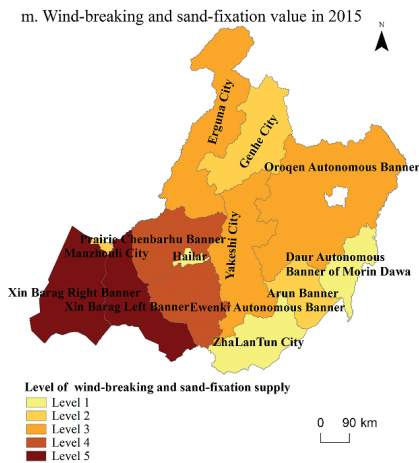 m. Wind-breaking and sand-fixation value in 2015
N
Erguna City
Genhe City
Oroqen Autonomous Banner
Prairie Chenbarhu Banner
Manzhouli City
Hailar
Yakeshi City
Daur Autonomous
Banner of Morin Dawa
Xin Barag Right Banner
Arun Banner
Xin Barag Left Banner
Ewenki Autonomous Banner
ZhaLanTun City
Level of wind-breaking and sand-fixation supply
Level 1
Level 2
Level 3
Level 4
Level 5
0 90 km